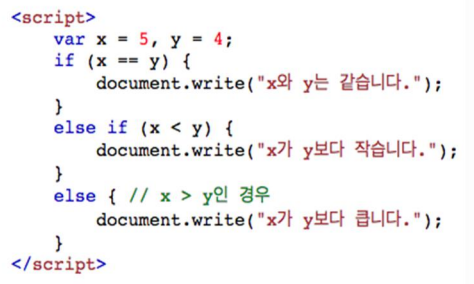 <script>
    var x = 5, y = 4;
    if (x == y) {
        document.write("x와 y는 같습니다.");
    }
    else if (x < y) {
        document.write("x가 y보다 작습니다.");
    }
    else { // x > y인 경우
        document.write("x가 y보다 큽니다.");
    }
</script>